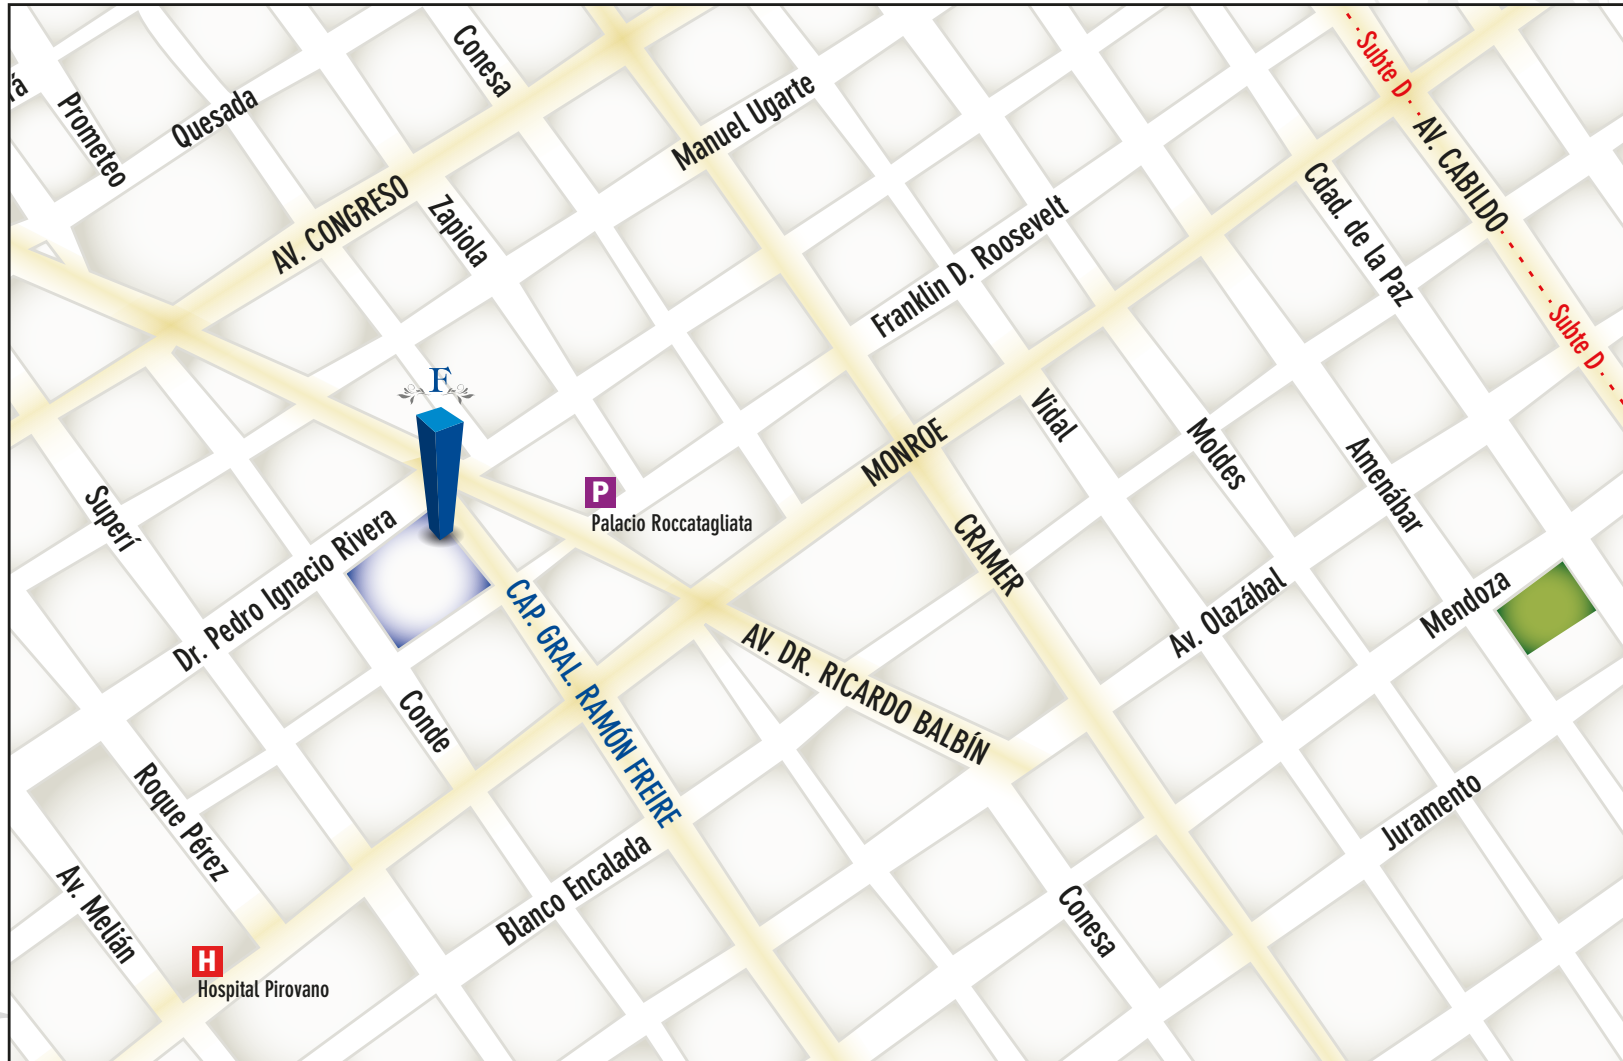 Conesa
Subte D
Prometeo
Quesada
Manuel Ugarte
AV. CABILDO
AV. CONGRESO
Zapiola
Cdad. de la Paz
Franklin D. Roosevelt
Subte D
F
Vidal
MONROE
Moldes
Amenábar
Superí
P
Palacio Roccatagliata
Dr. Pedro Ignacio Rivera
CRAMER
CAP. GRAL. RAMÓN FREIRE
Av. Olazábal
Mendoza
AV. DR. RICARDO BALBÍN
Conde
Roque Pérez
Juramento
Blanco Encalada
Av. Melián
Conesa
H
Hospital Pirovano